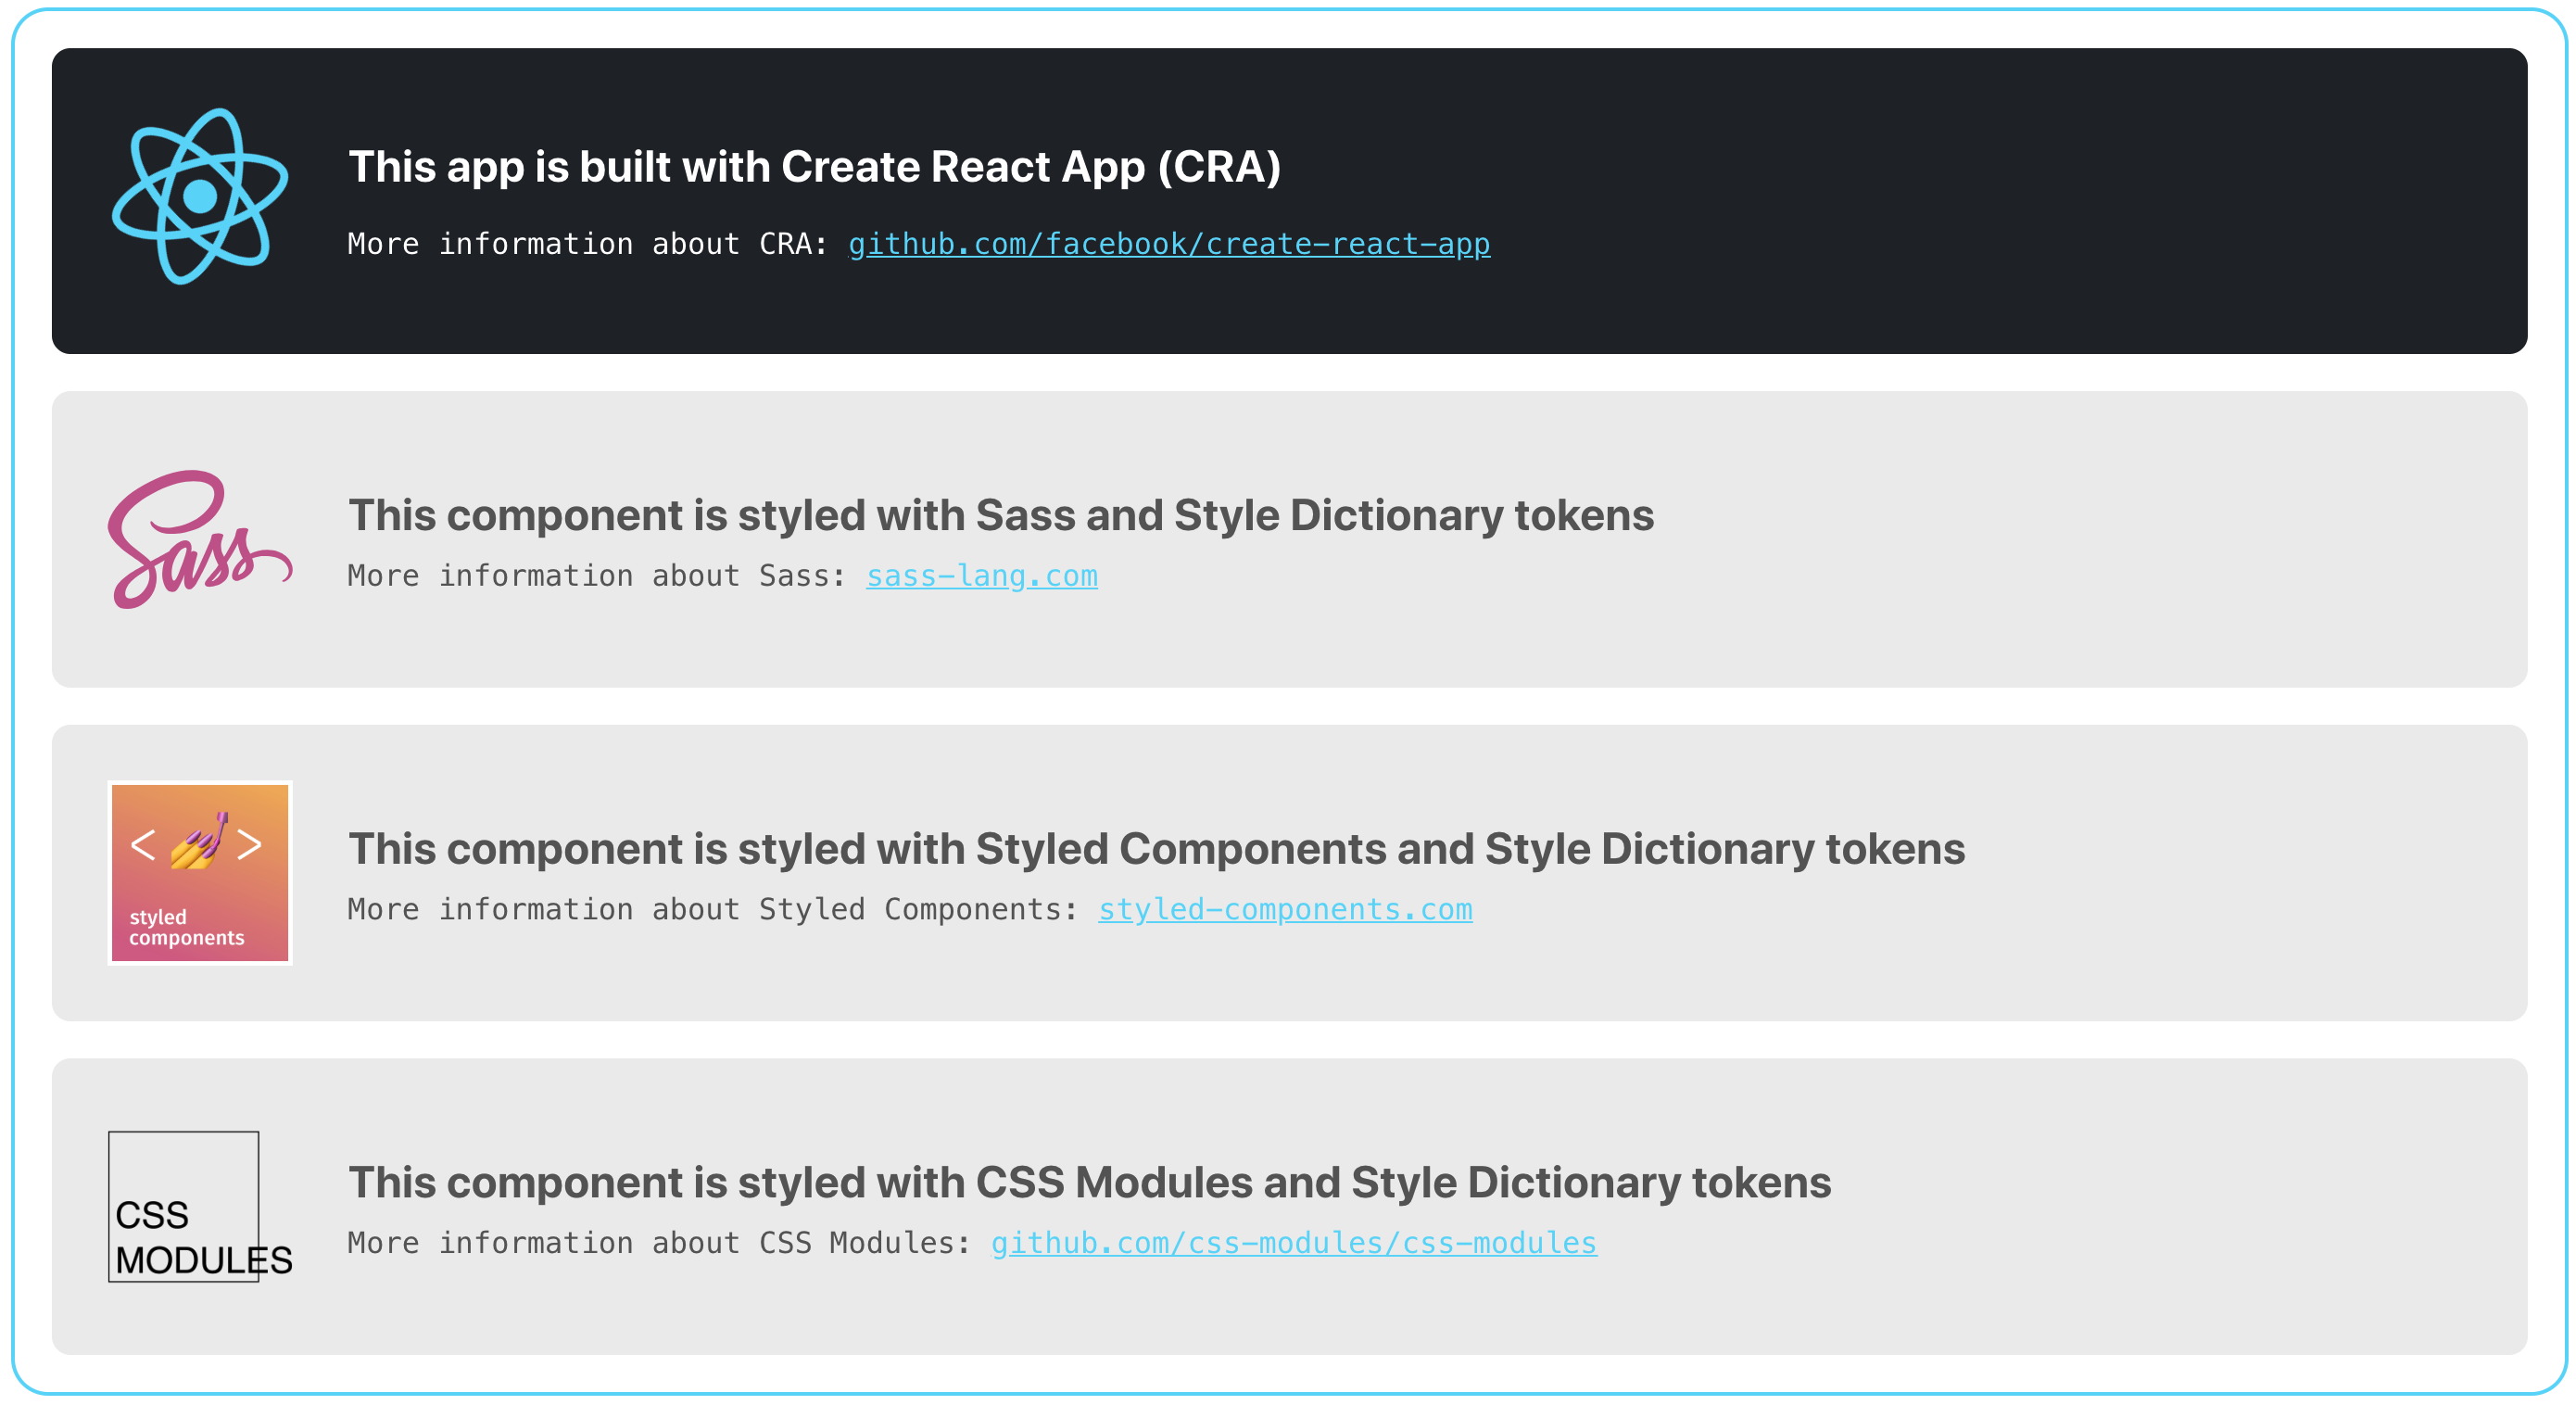 This app is built with Create React App (CRA)
More information about CRA: github.com/facebook/create-react-app
Sass
This component is styled with Sass and Style Dictionary tokens
More information about Sass: sass-lang.com
< >
styled
components
This component is styled with Styled Components and Style Dictionary tokens
More information about Styled Components: styled-components.com
CSS
MODULES
This component is styled with CSS Modules and Style Dictionary tokens
More information about CSS Modules: github.com/css-modules/css-modules